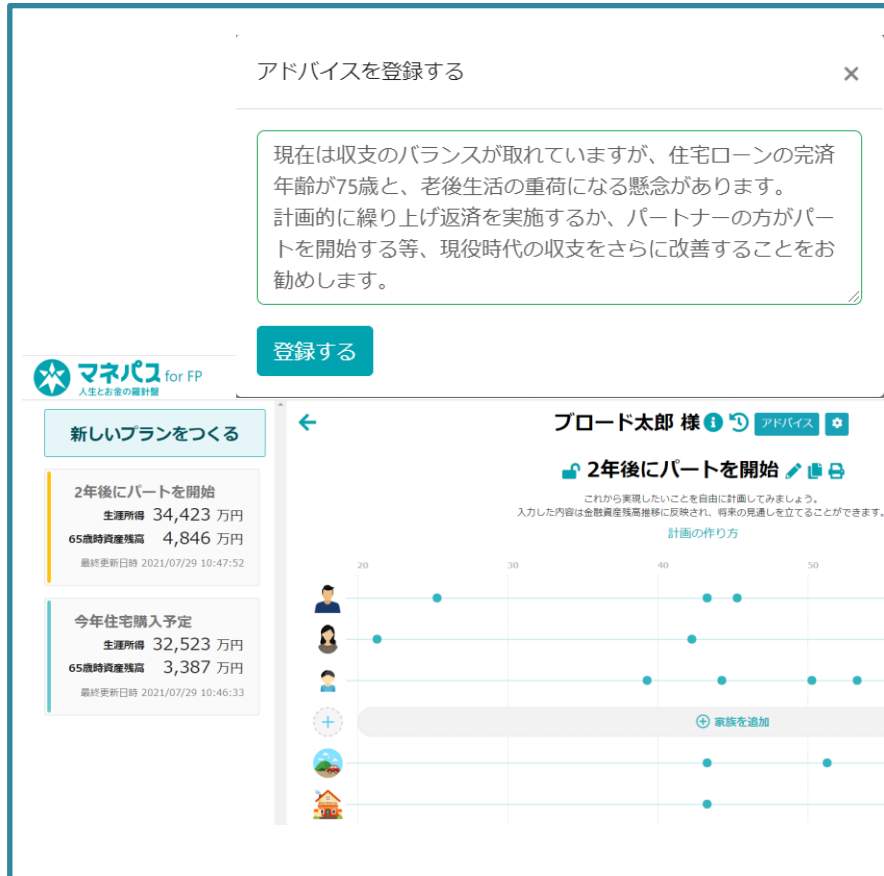 アドバイスを登録する
×
現在は収支のバランスが取れていますが、住宅ローンの完済
年齢が75歳と、老後生活の重荷になる懸念があります。
計画的に繰り上げ返済を実施するか、パートナーの方がパー
トを開始する等、現役時代の収支をさらに改善することをお
勧めします。
登録する
マネパス for FP
人生とお金の羅針盤
新しいプランをつくる
2年後にパートを開始
生涯所得 34,423 万円
65歳時資産残高 4,846 万円
最終更新日時 2021/07/29 10:47:52
今年住宅購入予定
生涯所得 32,523 万円
65歳時資産残高 3,387 万円
最終更新日時 2021/07/29 10:46:33
ブロード太郎 様 アドバイス
2年後にパートを開始
これから実現したいことを自由に計画してみましょう。
入力した内容は金融資産残高推移に反映され、将来の見通しを立てることができます。
計画の作り方
20 30 40 50
家族を追加